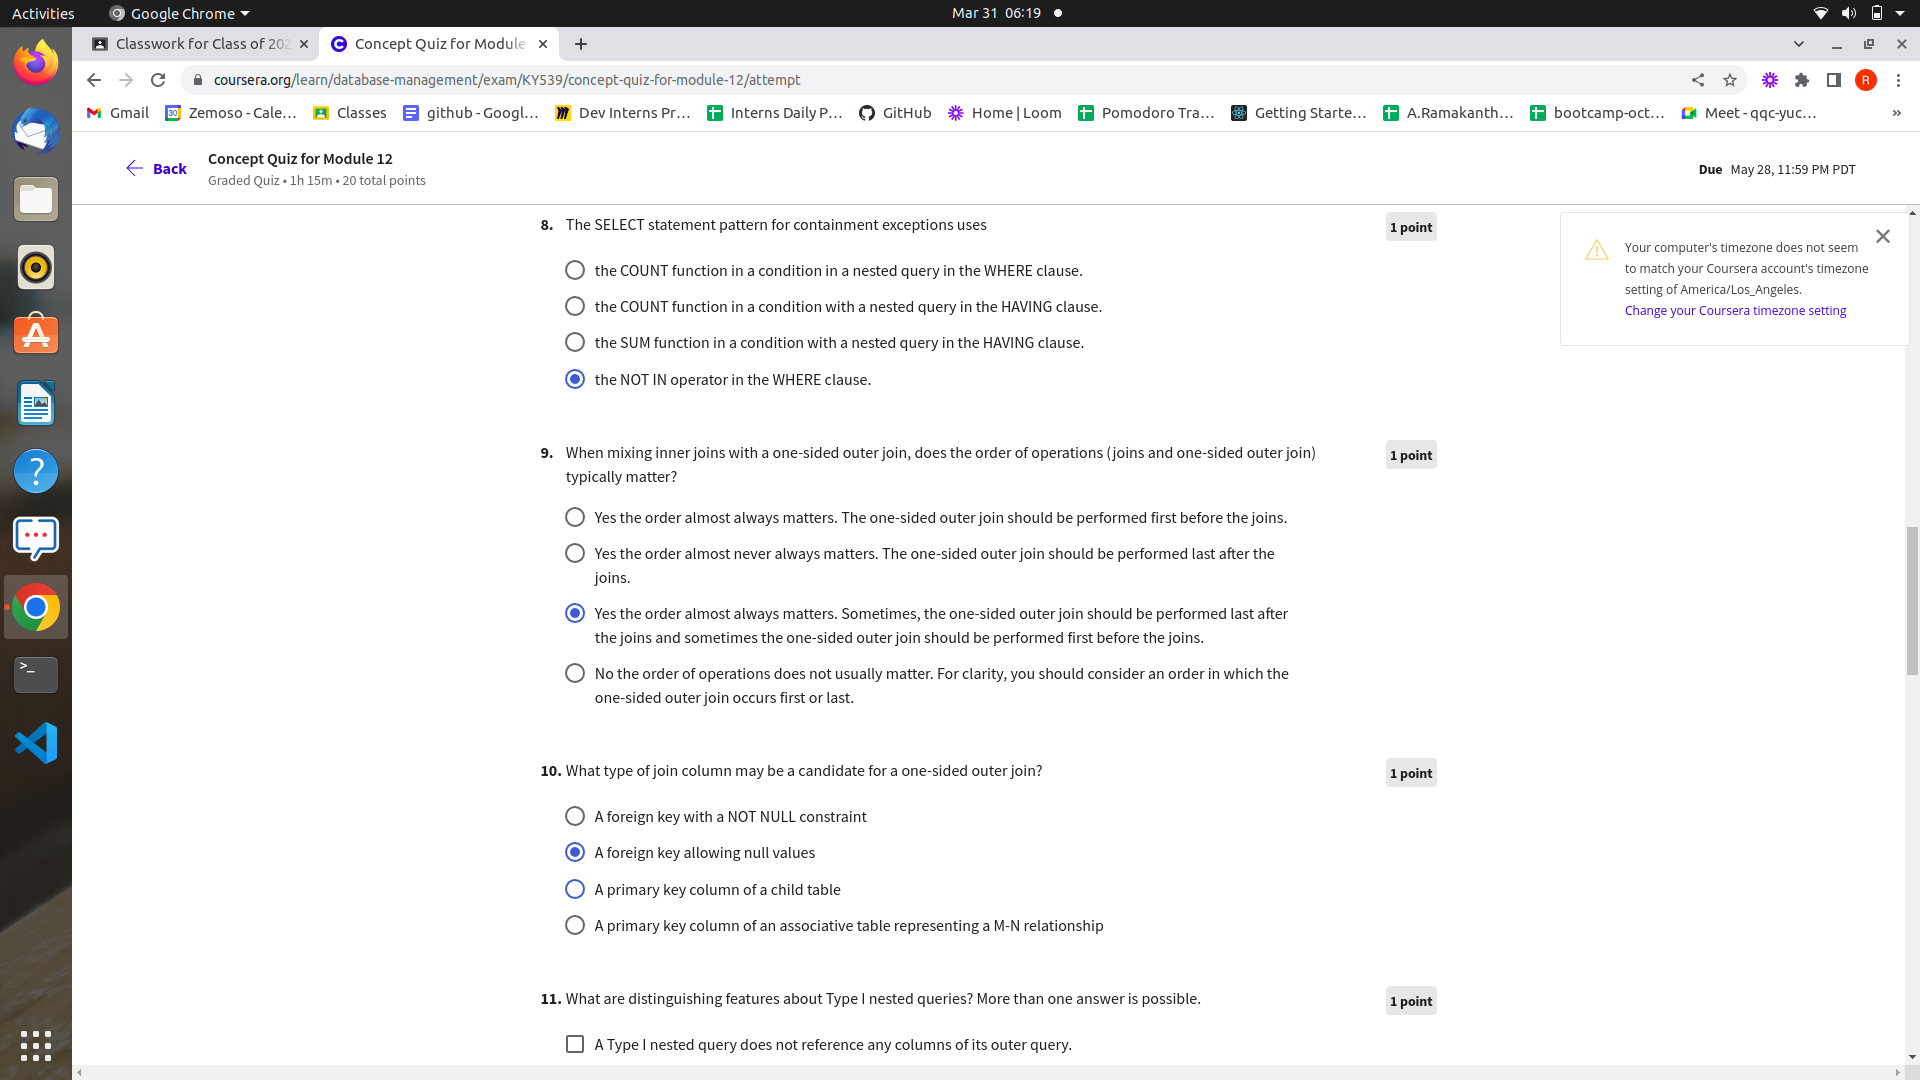 Activities
Google Chrome
Mar 31 06:19
Classwork for Class of 202
Concept Quiz for Module
coursera.org/learn/database-management/exam/KY539/concept-quiz-for-module-12/attempt
R
Gmail
30
Zemoso - Cale...
Classes
github - Googl...
Dev Interns Pr...
Interns Daily P...
GitHub
Home | Loom
Pomodoro Tra...
Getting Starte...
A.Ramakanth...
bootcamp-oct...
Meet - qqc-yuc...
»
Back
Concept Quiz for Module 12
Graded Quiz • 1h 15m • 20 total points
Due May 28, 11:59 PM PDT
Your computer's timezone does not seem
to match your Coursera account's timezone
setting of America/Los_Angeles.
Change your Coursera timezone setting
8. The SELECT statement pattern for containment exceptions uses
1 point
the COUNT function in a condition in a nested query in the WHERE clause.
the COUNT function in a condition with a nested query in the HAVING clause.
the SUM function in a condition with a nested query in the HAVING clause.
the NOT IN operator in the WHERE clause.
9. When mixing inner joins with a one-sided outer join, does the order of operations (joins and one-sided outer join)
typically matter?
1 point
Yes the order almost always matters. The one-sided outer join should be performed first before the joins.
Yes the order almost never always matters. The one-sided outer join should be performed last after the
joins.
Yes the order almost always matters. Sometimes, the one-sided outer join should be performed last after
the joins and sometimes the one-sided outer join should be performed first before the joins.
No the order of operations does not usually matter. For clarity, you should consider an order in which the
one-sided outer join occurs first or last.
10. What type of join column may be a candidate for a one-sided outer join?
1 point
A foreign key with a NOT NULL constraint
A foreign key allowing null values
A primary key column of a child table
A primary key column of an associative table representing a M-N relationship
11. What are distinguishing features about Type I nested queries? More than one answer is possible.
1 point
A Type I nested query does not reference any columns of its outer query.